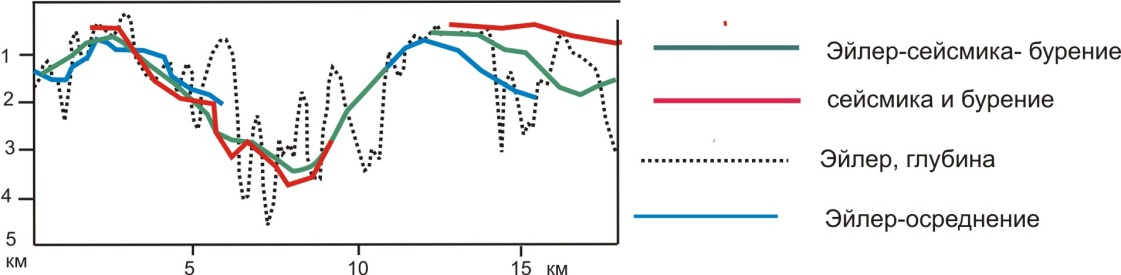 1
2
3
4
5
км
5
10
15
км
Эйлер-сейсмика- бурение
сейсмика и бурение
Эйлер, глубина
Эйлер-осреднение